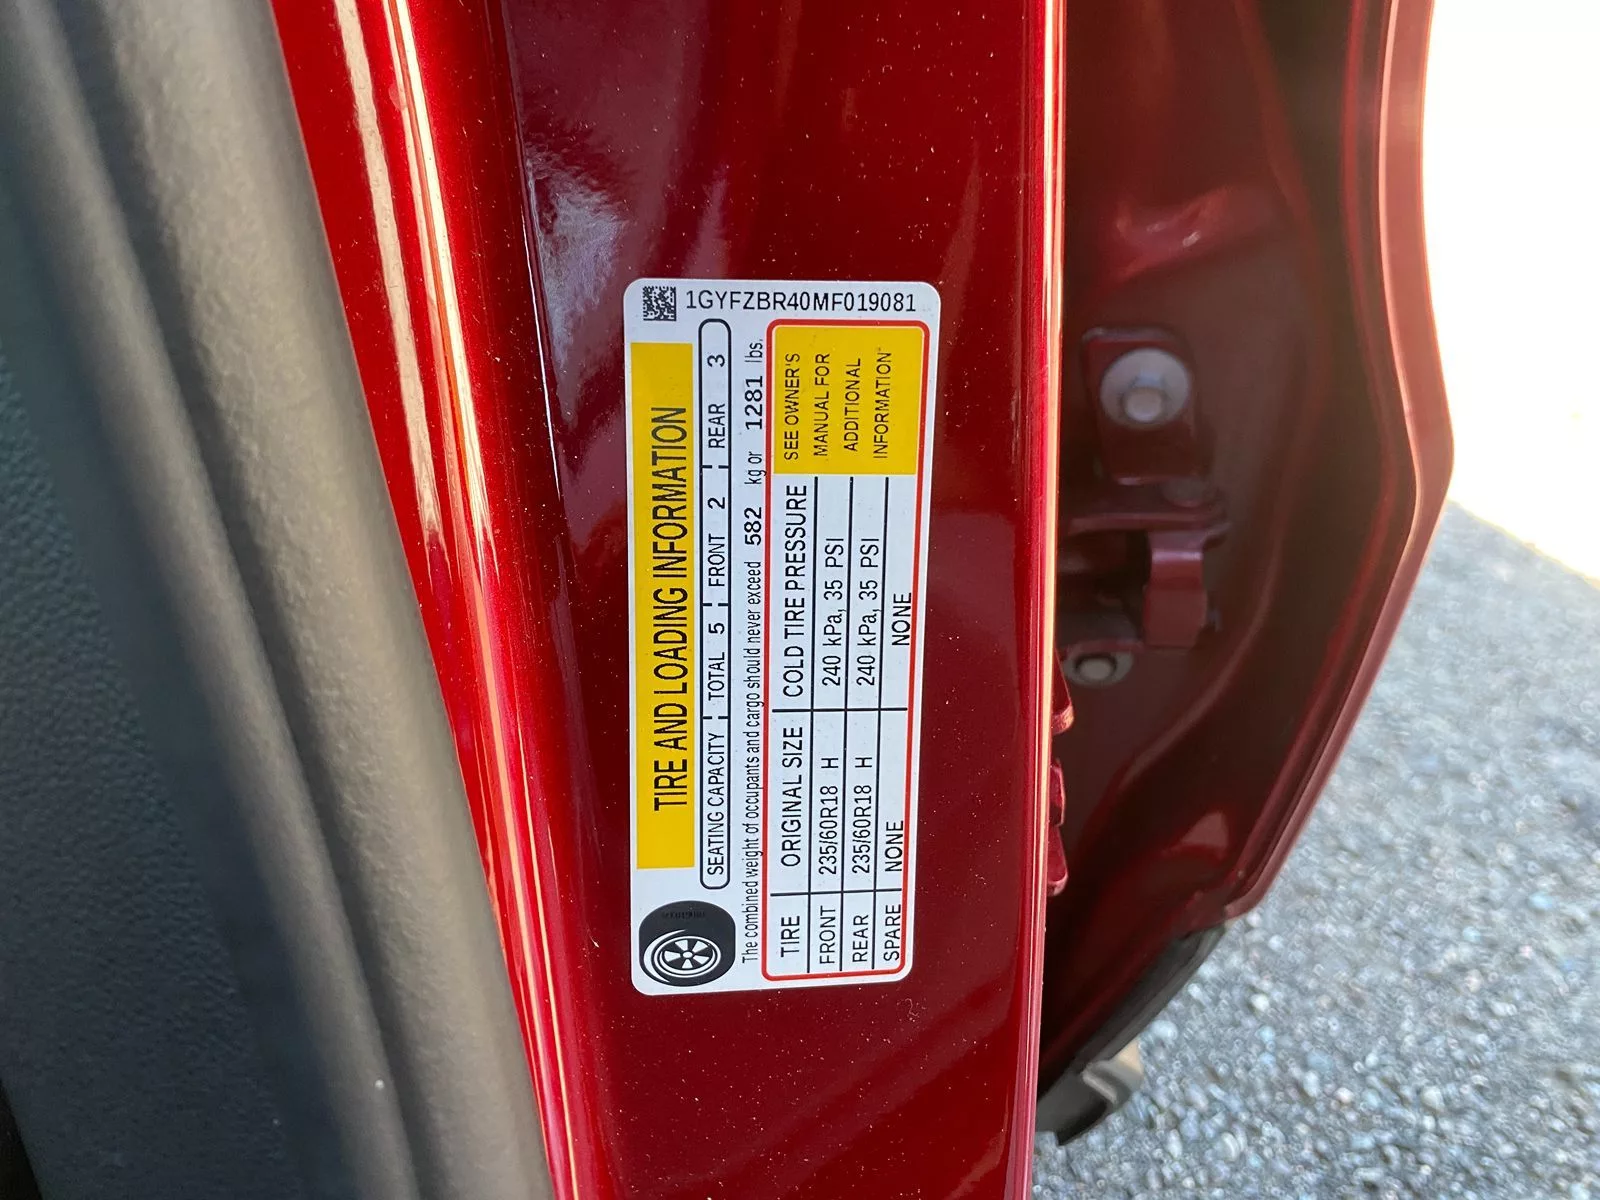 1GYFZBR40MF019081
TIRE AND LOADING INFORMATION
SEATING CAPACITY TOTAL 5 FRONT 2 REAR 3
The combined weight of occupants and cargo should never exceed 582 kg or 1281 lbs.
TIRE ORIGINAL SIZE COLD TIRE PRESSURE
FRONT 235/60R18 H 240 kPa, 35 PSI
REAR 235/60R18 H 240 kPa, 35 PSI
SPARE NONE NONE
SEE OWNER'S
MANUAL FOR
ADDITIONAL
INFORMATION